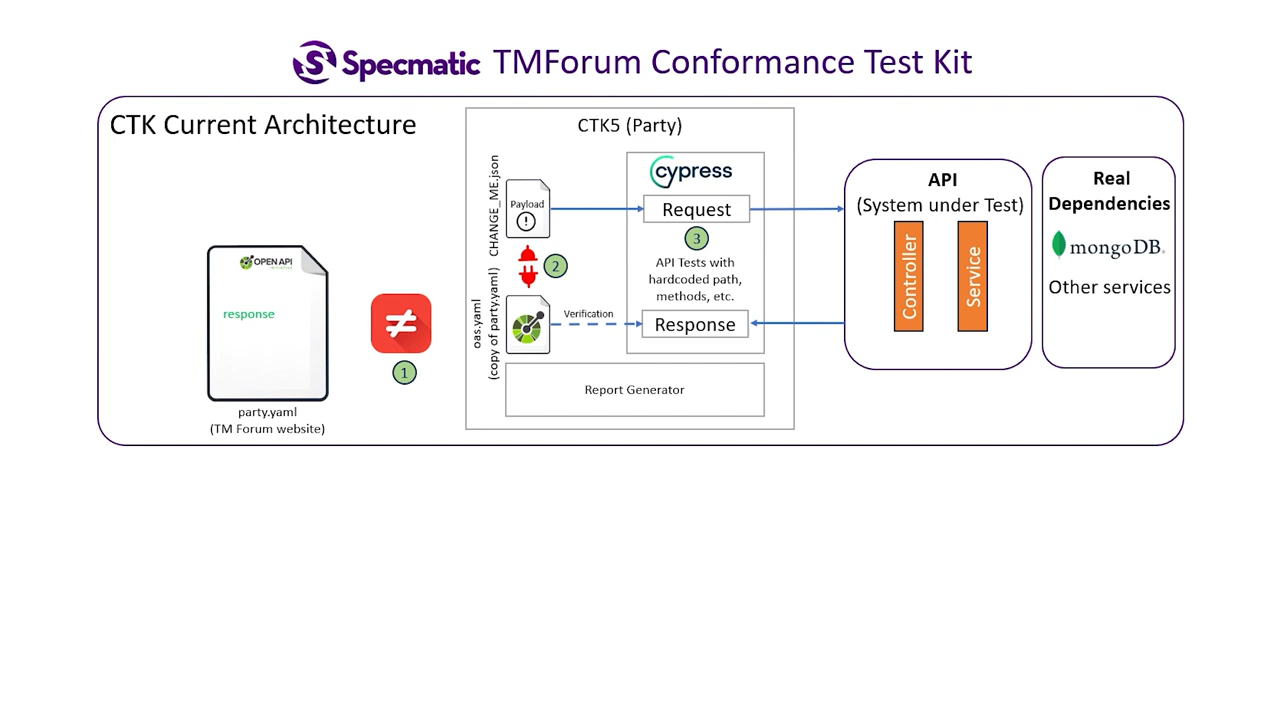 Specmatic TMForum Conformance Test Kit
CTK Current Architecture
CTK5 (Party)
CHANGE_ME.json
Payload
cypress
Request
3
API Tests with
hardcoded path,
methods, etc.
2
oas.yaml
(copy of party.yaml)
Verification
Response
Report Generator
OPEN API
INITIATIVE
response
party.yaml
(TM Forum website)
1
API
(System under Test)
Controller
Service
Real
Dependencies
mongoDB.
Other services